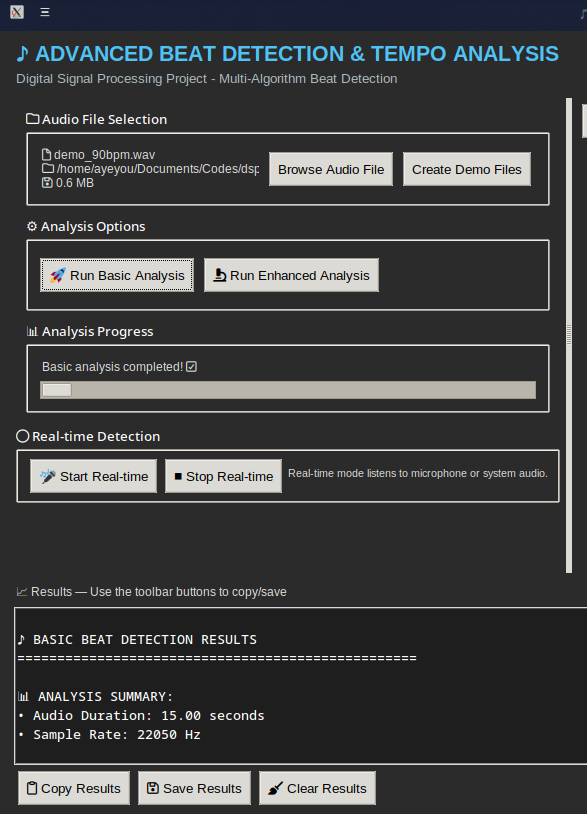 ♪ ADVANCED BEAT DETECTION & TEMPO ANALYSIS
Digital Signal Processing Project - Multi-Algorithm Beat Detection
Audio File Selection
demo_90bpm.wav
/home/ayeyou/Documents/Codes/dsp
0.6 MB
Browse Audio File
Create Demo Files
Analysis Options
Run Basic Analysis
Run Enhanced Analysis
Analysis Progress
Basic analysis completed! ☑
Real-time Detection
Start Real-time
Stop Real-time
Real-time mode listens to microphone or system audio.
Results — Use the toolbar buttons to copy/save
♪ BASIC BEAT DETECTION RESULTS
==================================================
ANALYSIS SUMMARY:
• Audio Duration: 15.00 seconds
• Sample Rate: 22050 Hz
Copy Results
Save Results
Clear Results